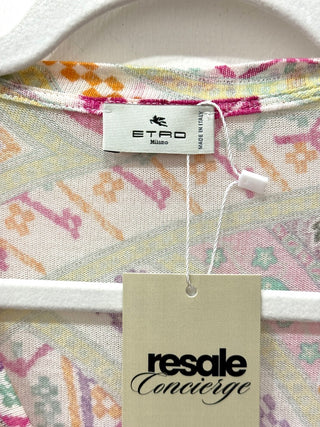 ETRO
Milano
MADE IN ITALY
resale
Concierge